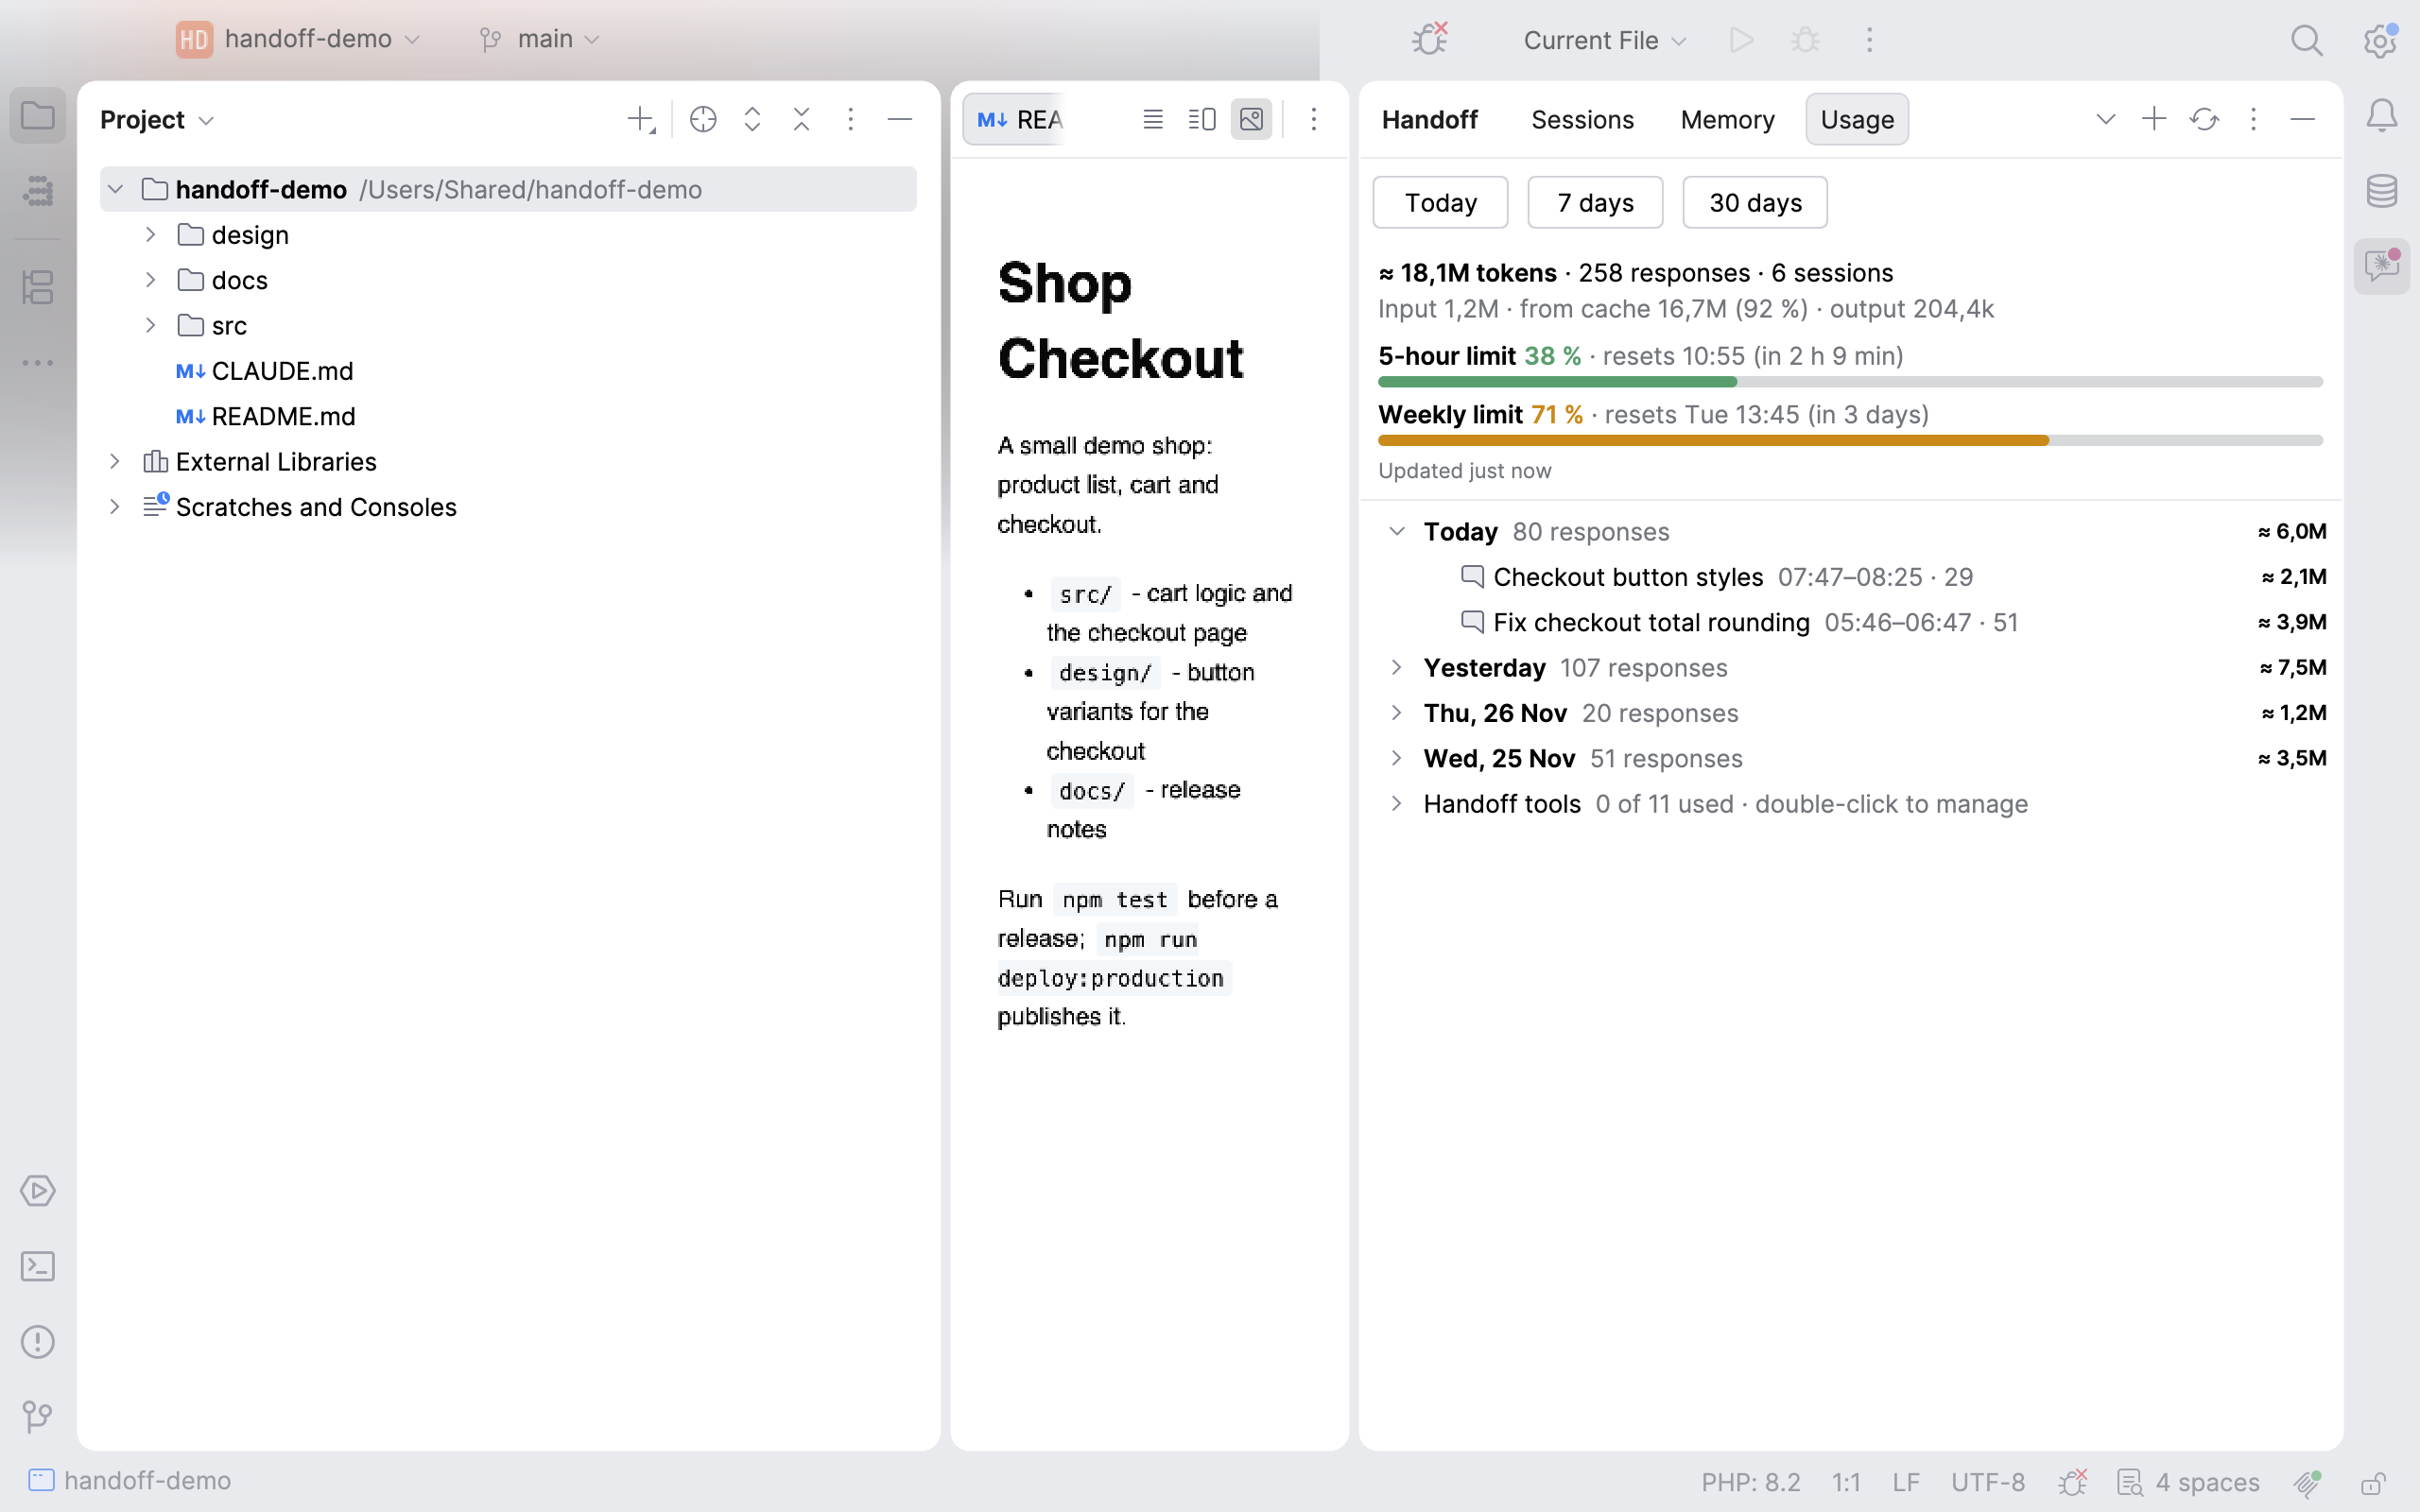 HD handoff-demo main Current File
Project
handoff-demo /Users/Shared/handoff-demo
design
docs
src
M↓ CLAUDE.md
M↓ README.md
External Libraries
Scratches and Consoles
M↓ REA
Shop
Checkout
A small demo shop:
product list, cart and
checkout.
• src/ - cart logic and
the checkout page
• design/ - button
variants for the
checkout
• docs/ - release
notes
Run npm test before a
release; npm run
deploy:production
publishes it.
Handoff Sessions Memory Usage
Today 7 days 30 days
≈ 18,1M tokens · 258 responses · 6 sessions
Input 1,2M · from cache 16,7M (92 %) · output 204,4k
5-hour limit 38 % · resets 10:55 (in 2 h 9 min)
Weekly limit 71 % · resets Tue 13:45 (in 3 days)
Updated just now
Today 80 responses ≈ 6,0M
Checkout button styles 07:47–08:25 · 29 ≈ 2,1M
Fix checkout total rounding 05:46–06:47 · 51 ≈ 3,9M
Yesterday 107 responses ≈ 7,5M
Thu, 26 Nov 20 responses ≈ 1,2M
Wed, 25 Nov 51 responses ≈ 3,5M
Handoff tools 0 of 11 used · double-click to manage
handoff-demo
PHP: 8.2 1:1 LF UTF-8 4 spaces